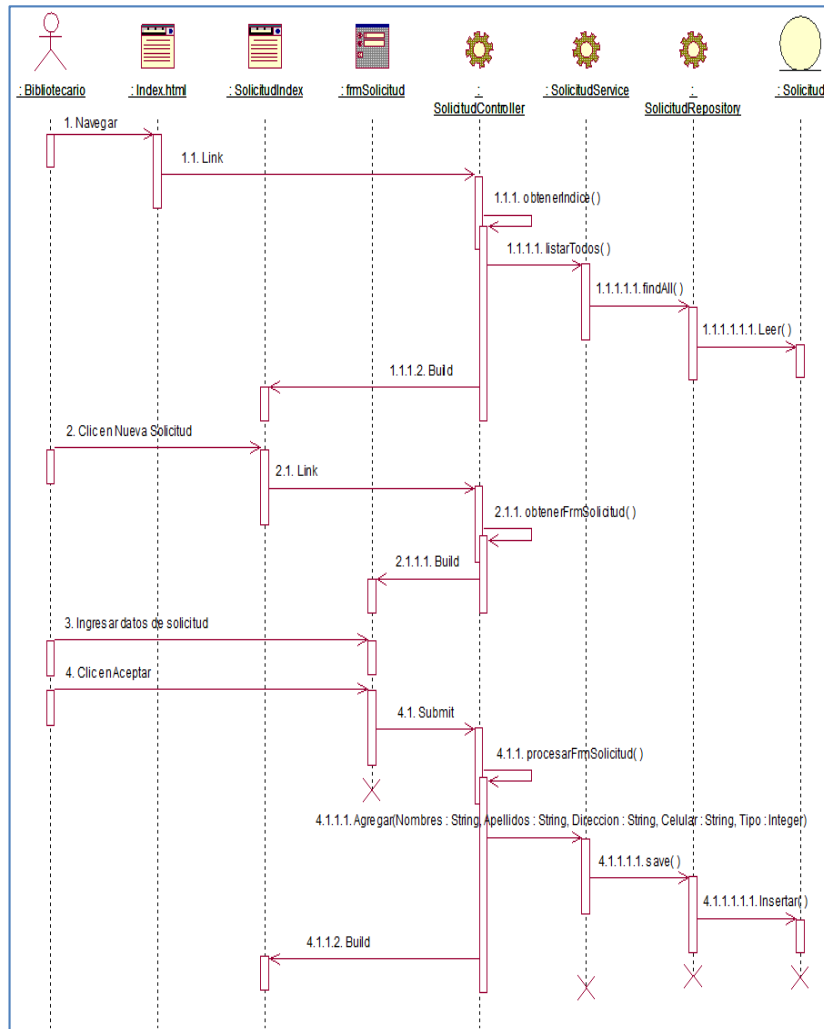 : Bibliotecario
: Index.html
: SolicitudIndex
: frmSolicitud
:
SolicitudController
: SolicitudService
:
SolicitudRepository
: Solicitud
1. Navegar
1.1. Link
1.1.1. obtenerIndice( )
1.1.1.1. listarTodos( )
1.1.1.1.1. findAll( )
1.1.1.1.1.1. Leer( )
1.1.1.2. Build
2. Clic en Nueva Solicitud
2.1. Link
2.1.1. obtenerFrmSolicitud( )
2.1.1.1. Build
3. Ingresar datos de solicitud
4. Clic en Aceptar
4.1. Submit
4.1.1. procesarFrmSolicitud( )
4.1.1.1. Agregar(Nombres : String, Apellidos : String, Direccion : String, Celular : String, Tipo : Integer)
4.1.1.1.1. save( )
4.1.1.1.1.1. Insertar( )
4.1.1.2. Build